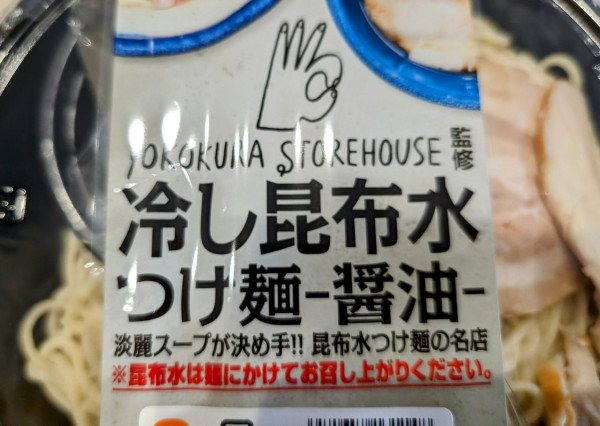 YOKOKURA STOREHOUSE 監修
冷し昆布水
つけ麺-醤油-
淡麗スープが決め手!! 昆布水つけ麺の名店
※昆布水は麺にかけてお召し上がりください。